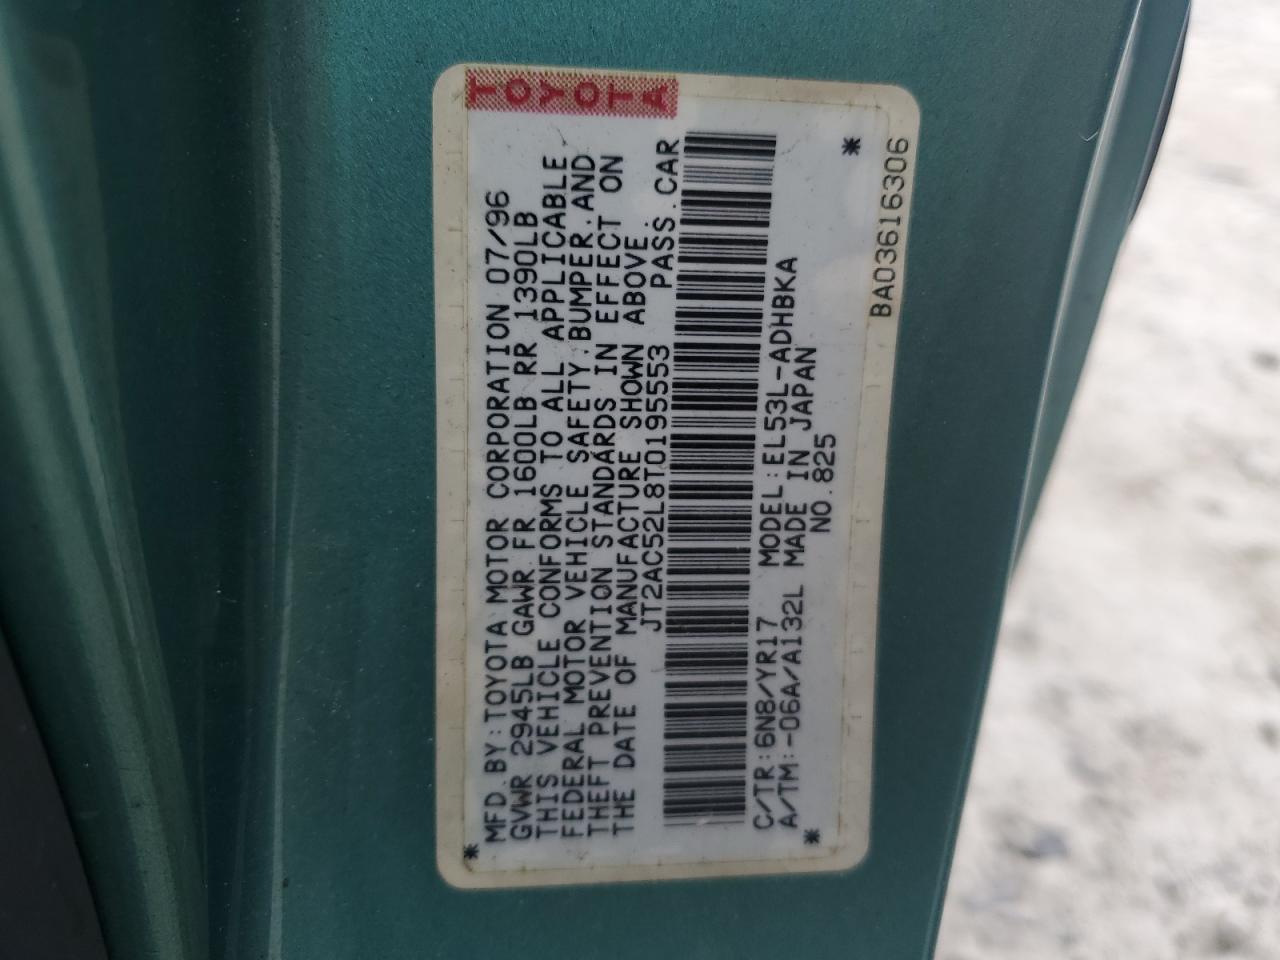 TOYOTA
* MFD.BY:TOYOTA MOTOR CORPORATION 07/96
GVWR 2945LB GAWR FR 1600LB RR 1390LB
THIS VEHICLE CONFORMS TO ALL APPLICABLE
FEDERAL MOTOR VEHICLE SAFETY,BUMPER,AND
THEFT PREVENTION STANDARDS IN EFFECT ON
THE DATE OF MANUFACTURE SHOWN ABOVE.
JT2AC52L8T0195553 PASS.CAR
C/TR:6N8/YR17 MODEL:EL53L-ADHBKA
A/TM:-06A/A132L MADE IN JAPAN
* NO.825 *
BA03616306